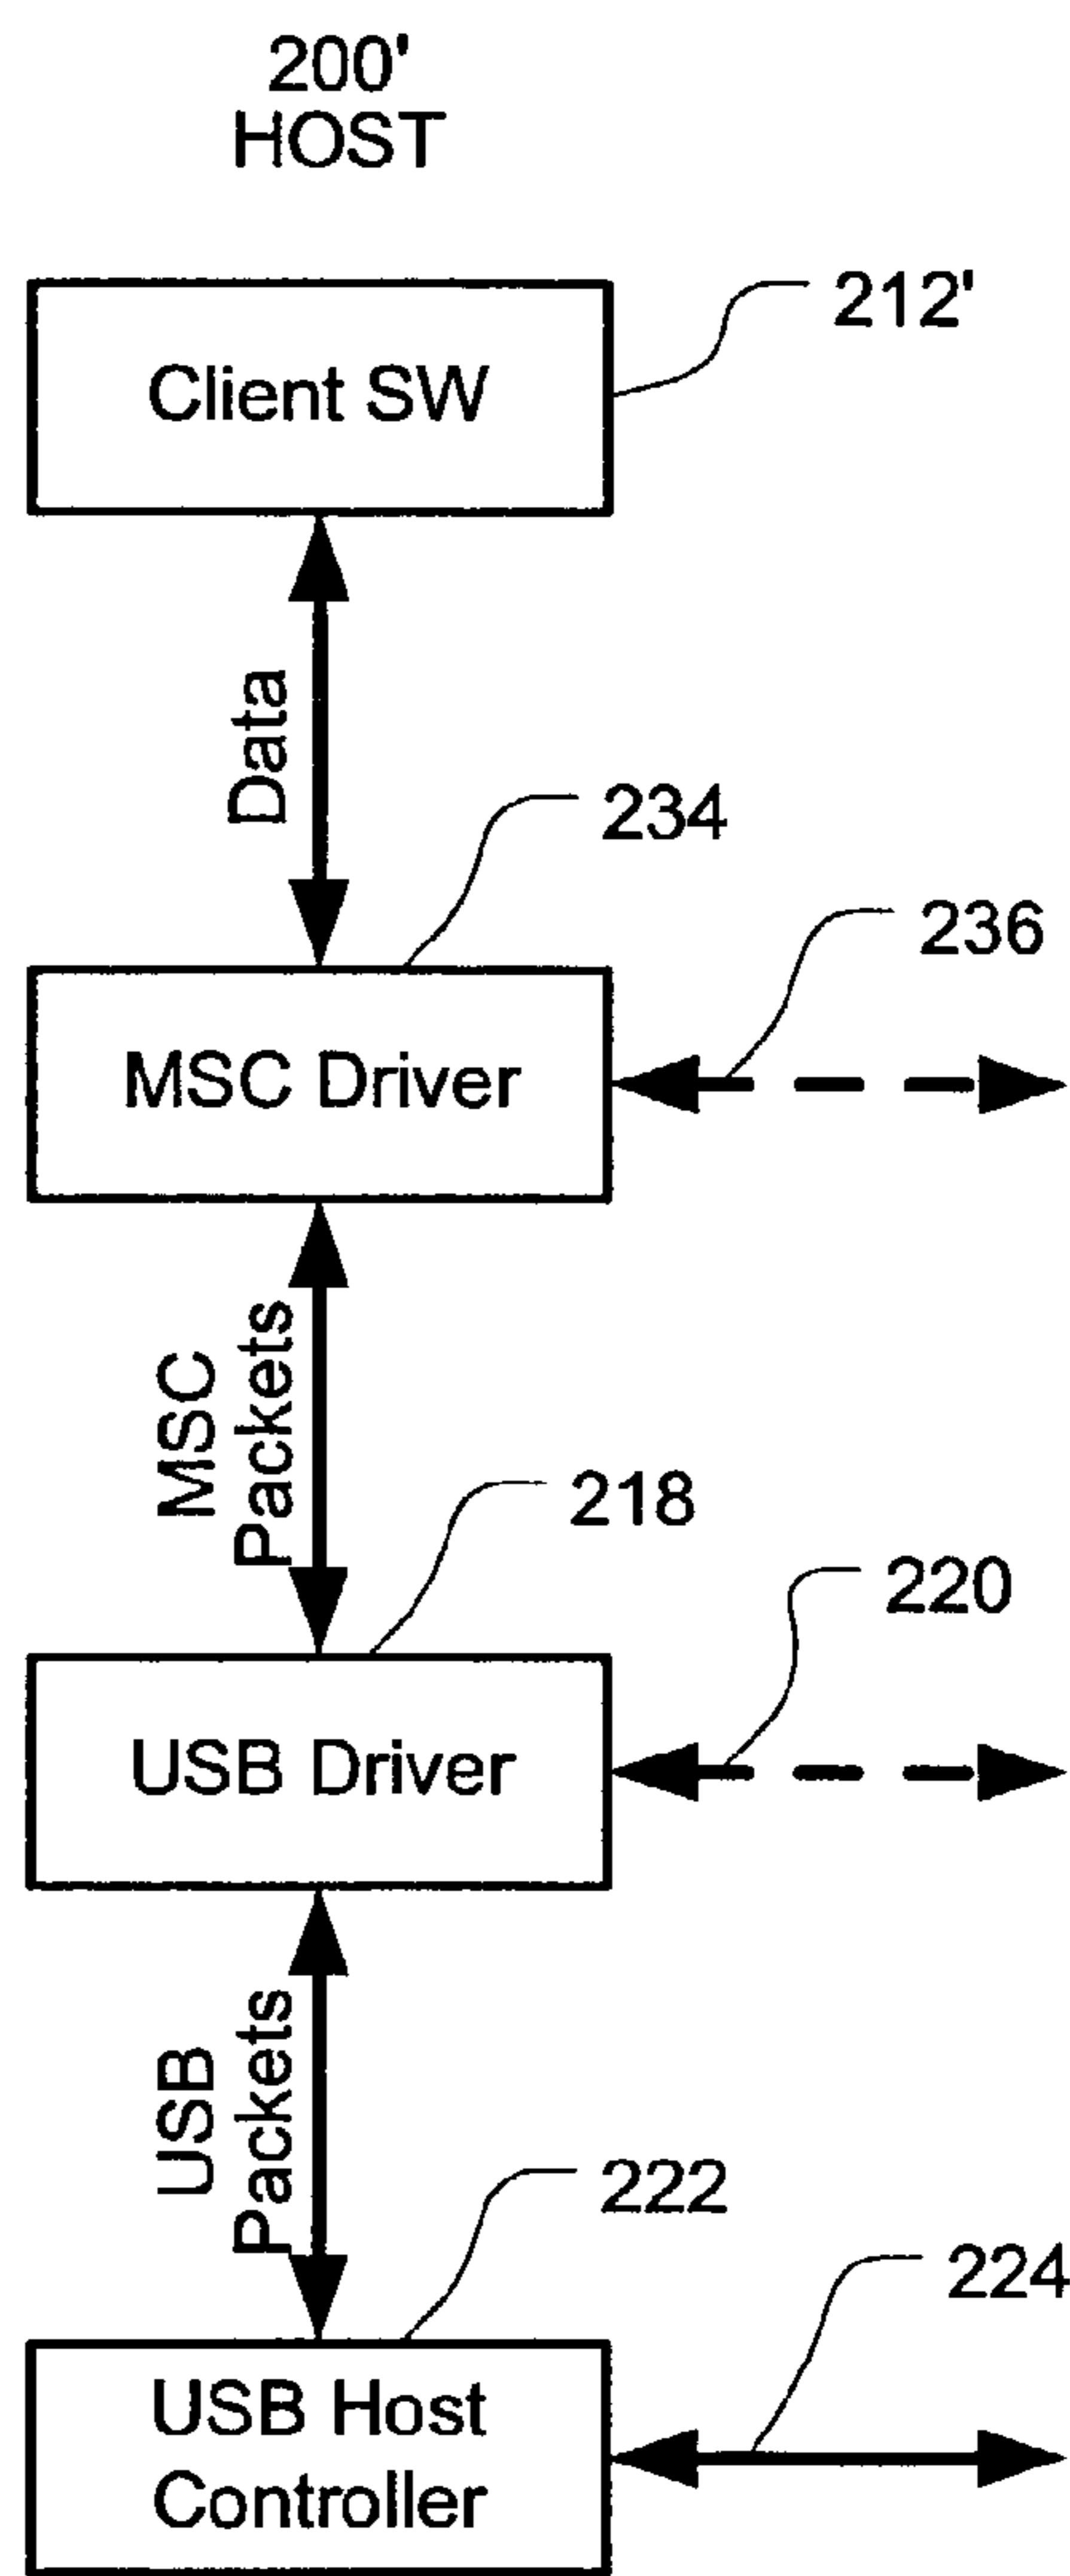 200'
HOST
212'
Client SW
Data
234
236
MSC Driver
MSC
Packets
218
220
USB Driver
USB
Packets
222
224
USB Host
Controller